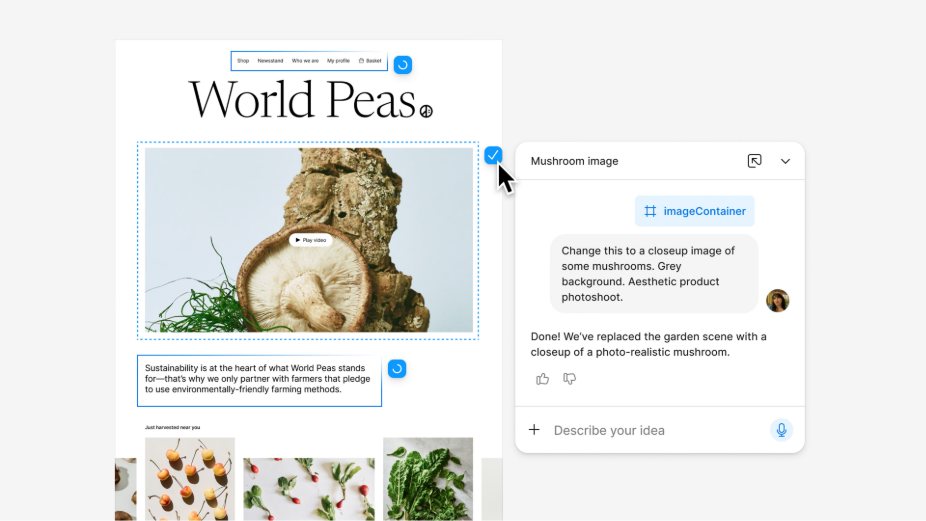 Shop Newsstand Who we are My profile Basket
World Peas
Play video
Sustainability is at the heart of what World Peas stands
for—that's why we only partner with farmers that pledge
to use environmentally-friendly farming methods.
Just harvested near you
Mushroom image
imageContainer
Change this to a closeup image of
some mushrooms. Grey
background. Aesthetic product
photoshoot.
Done! We've replaced the garden scene with a
closeup of a photo-realistic mushroom.
Describe your idea